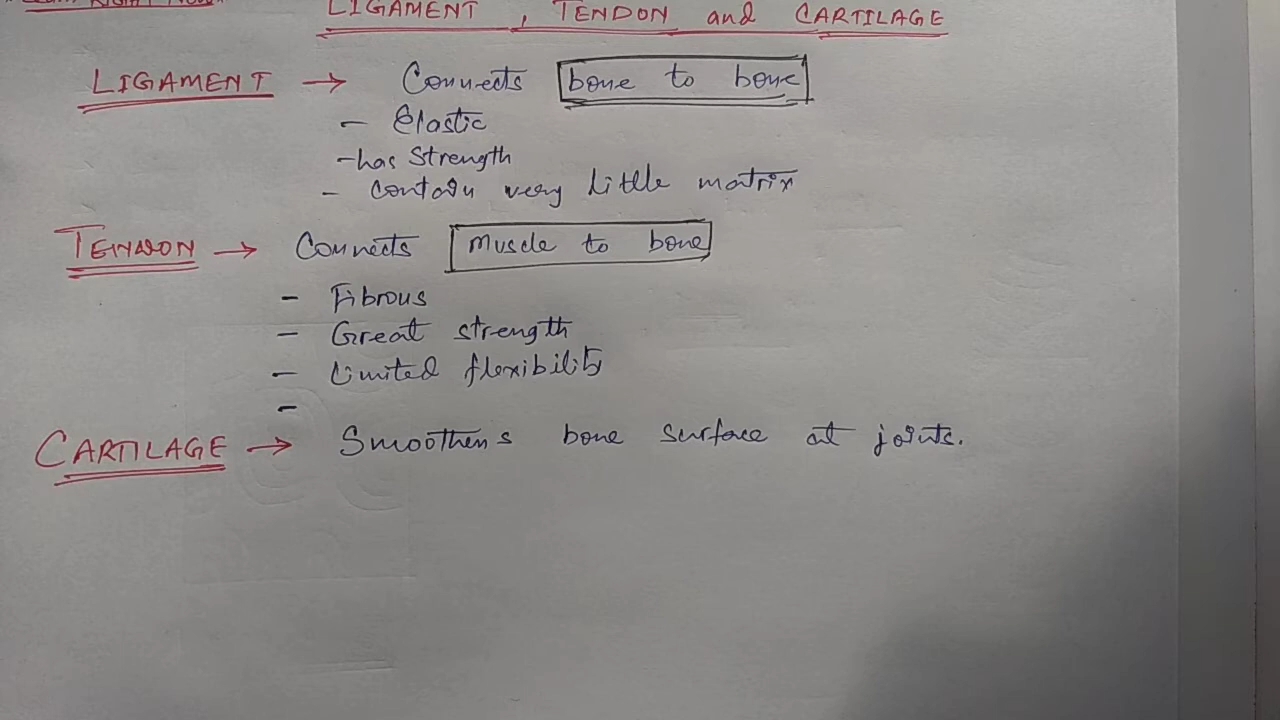 LIGAMENT, TENDON and CARTILAGE
LIGAMENT → Connects bone to bone
- Elastic
- has Strength
- Contain very little matrix
TENDON → Connects muscle to bone
- Fibrous
- Great strength
- Limited flexibility
-
CARTILAGE → Smoothens bone surface at joints.